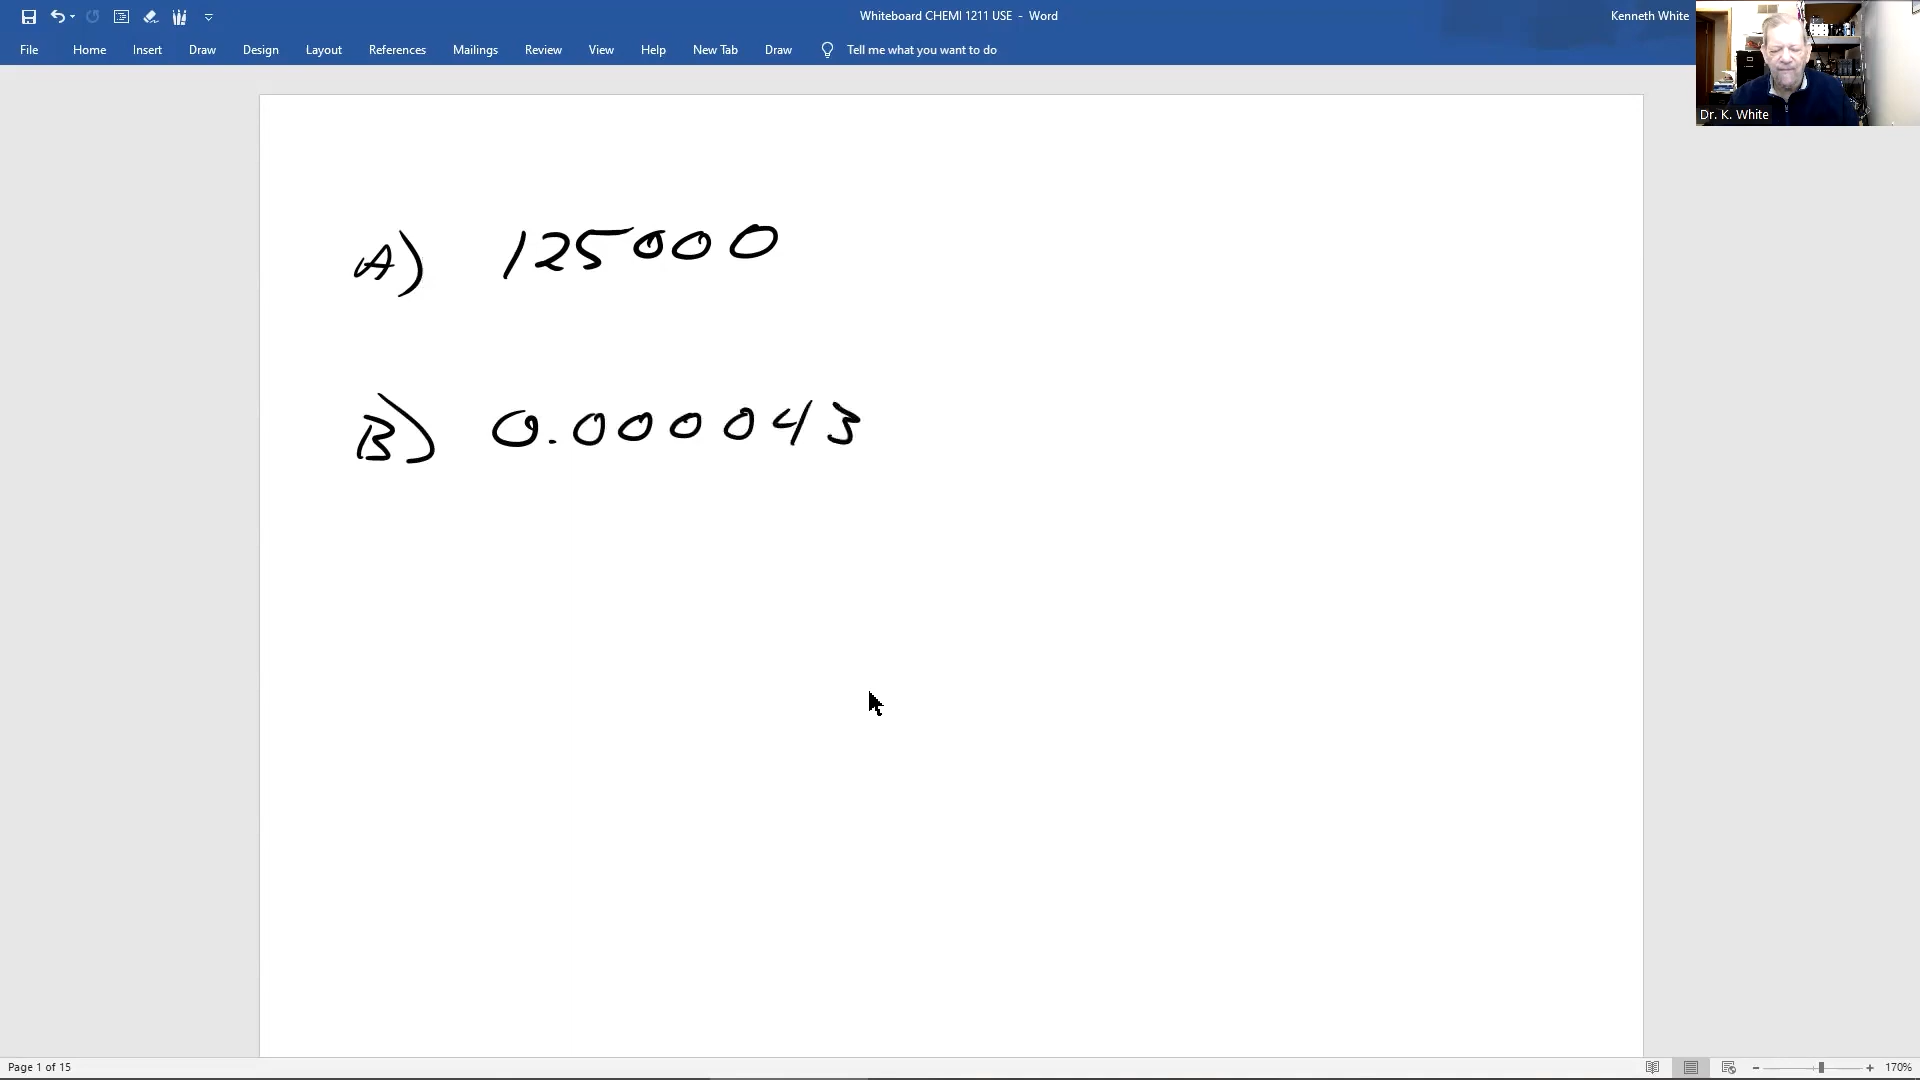 Whiteboard CHEMI 1211 USE - Word
Kenneth White
File Home Insert Draw Design Layout References Mailings Review View Help New Tab Draw Tell me what you want to do
Dr. K. White
A) 125000
B) 0.000043
Page 1 of 15
170%